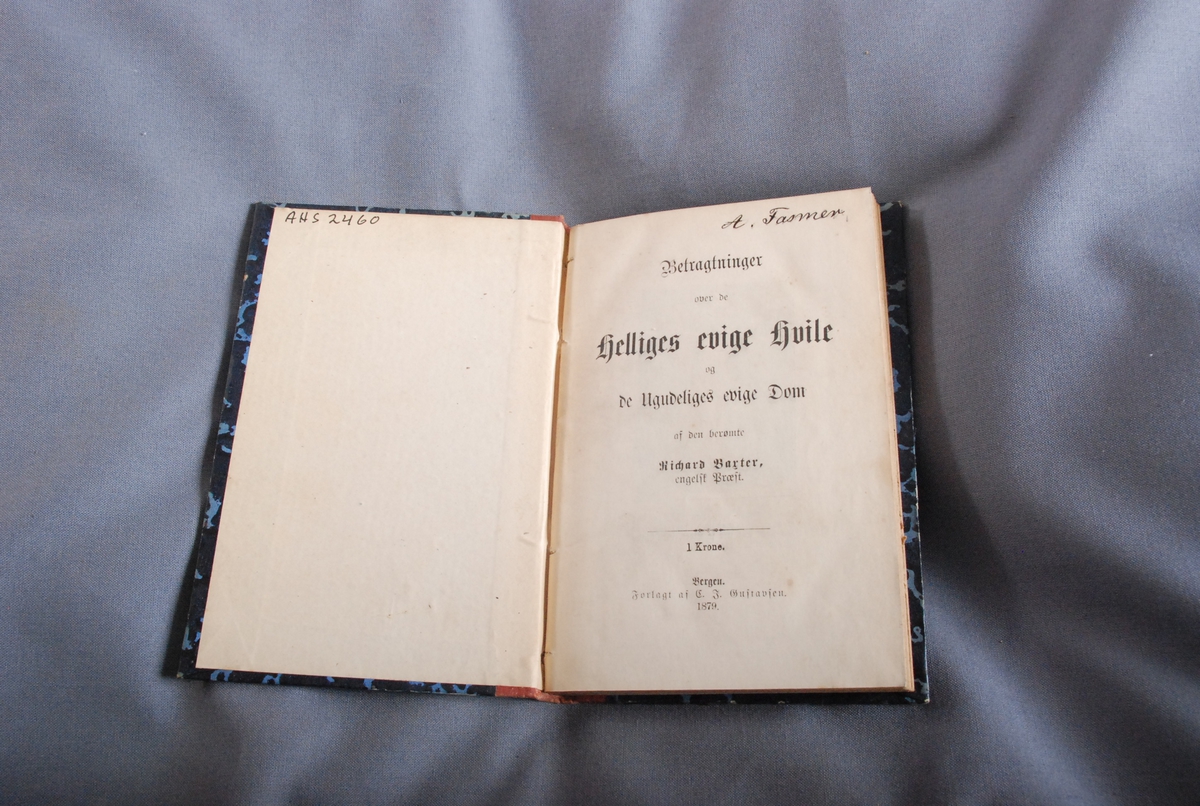 AHS 2460
A. Fasmer
Betragtninger
over de
Helliges evige Hvile
og
de Ugudeliges evige Dom
af den berømte
Richard Baxter,
engelsk Præst.
1 Krone.
Bergen.
Forlagt af C. J. Gustavsen.
1879.